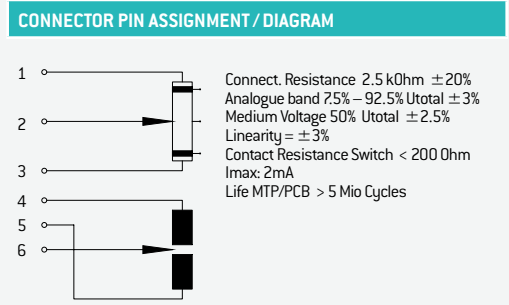 CONNECTOR PIN ASSIGNMENT / DIAGRAM
1
2
3
4
5
6
Connect. Resistance 2.5 kOhm ±20%
Analogue band 7.5% – 92.5% Utotal ±3%
Medium Voltage 50% Utotal ±2.5%
Linearity = ±3%
Contact Resistance Switch < 200 Ohm
Imax: 2mA
Life MTP/PCB > 5 Mio Cycles